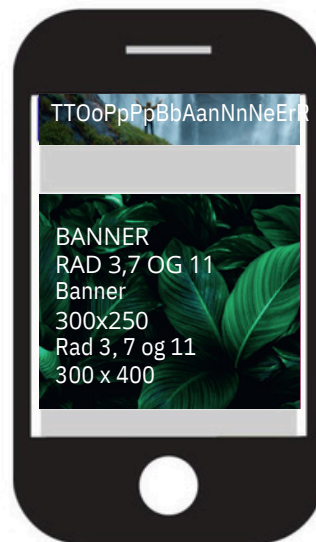 TTOoPpPpBbAanNnNeErR
BANNER
RAD 3,7 OG 11
Banner
300x250
Rad 3, 7 og 11
300 x 400